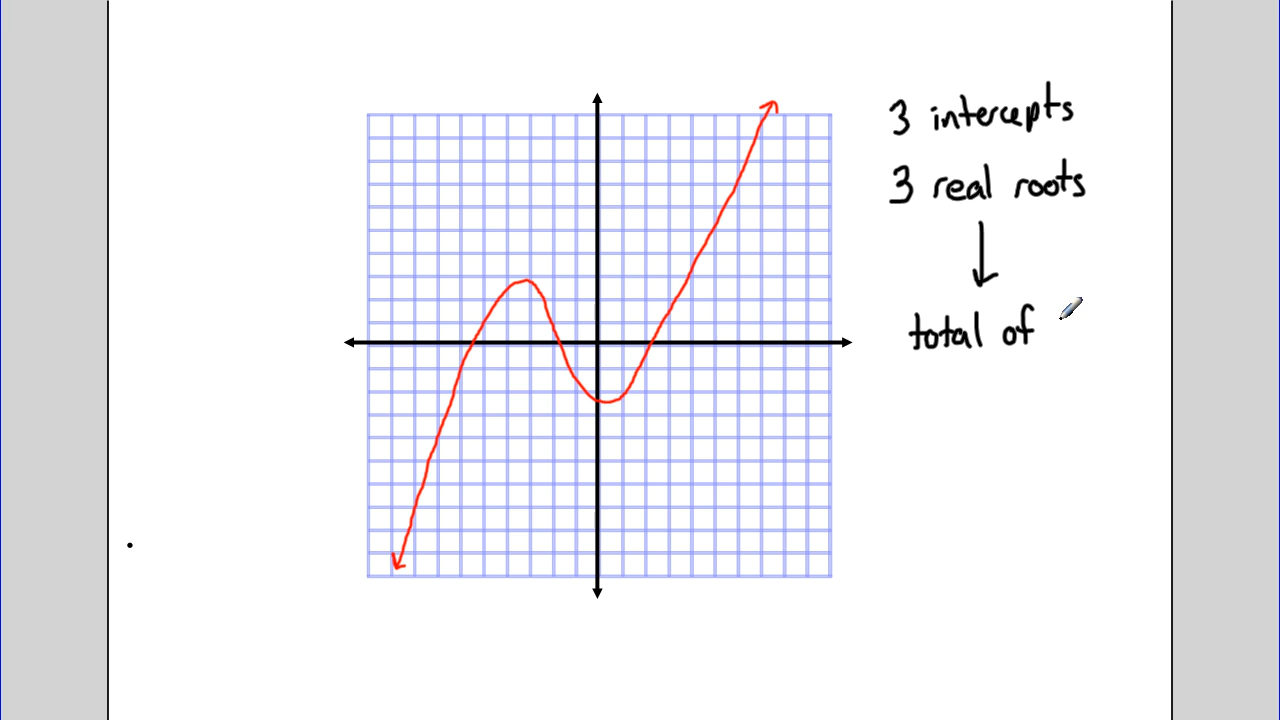 3 intercepts
3 real roots
total of